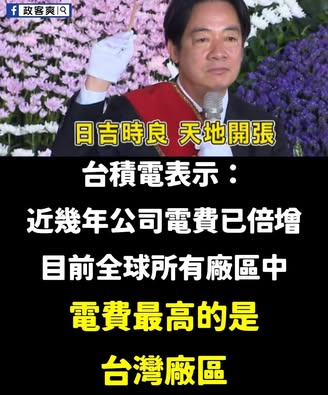 政客爽
日吉時良 天地開張
台積電表示：
近幾年公司電費已倍增
目前全球所有廠區中
電費最高的是
台灣廠區